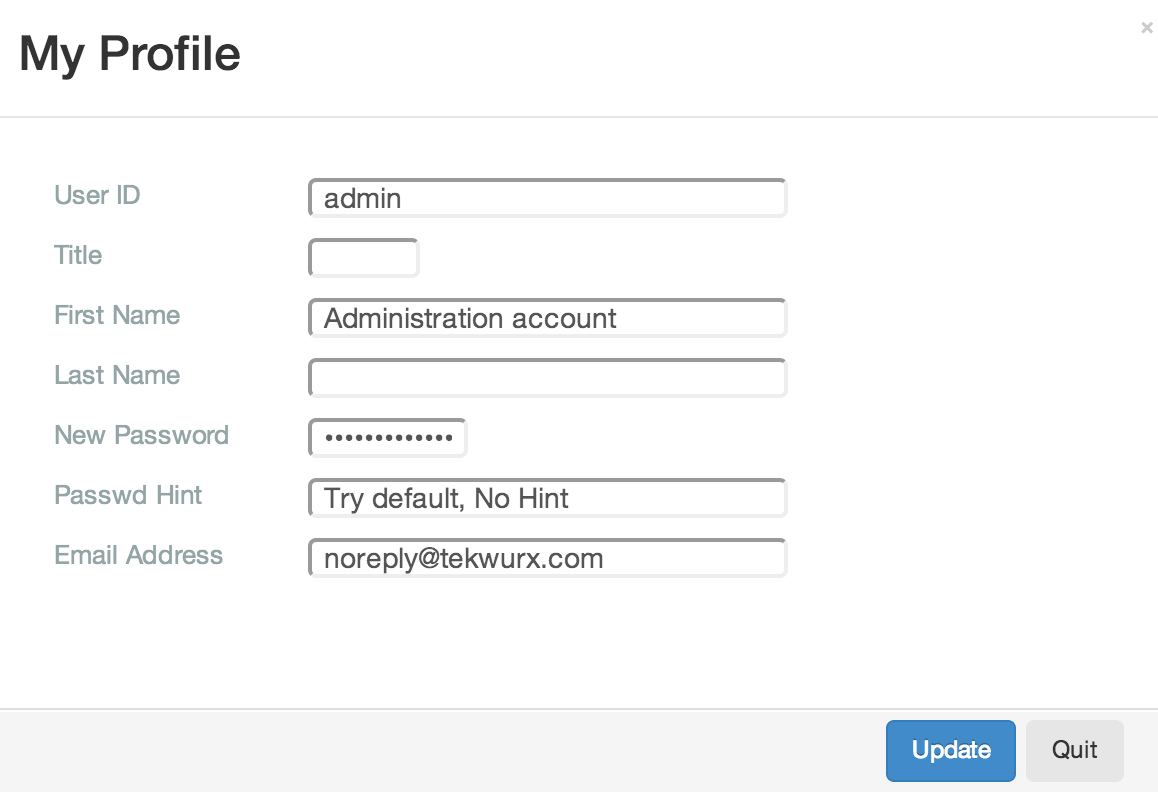 My Profile
×
User ID admin
Title
First Name Administration account
Last Name
New Password •••••••••••••
Passwd Hint Try default, No Hint
Email Address noreply@tekwurx.com
Update Quit